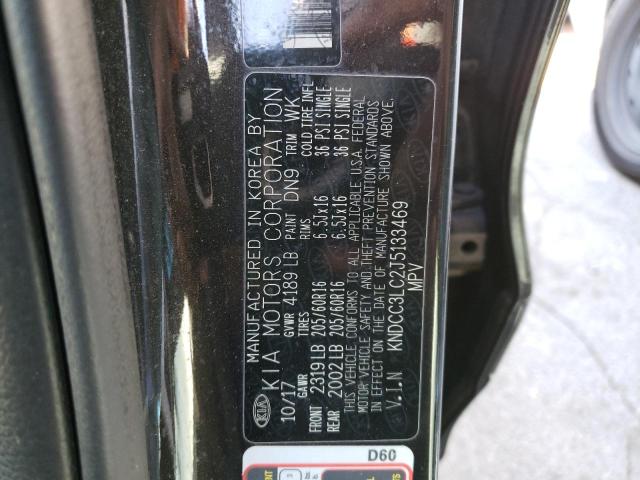 MANUFACTURED IN KOREA BY
KIA KIA MOTORS CORPORATION
10/17 GVWR 4189 LB PAINT DN9 TRIM WK
GAWR TIRES RIMS COLD TIRE INFL
FRONT 2319 LB 205/60R16 6.5Jx16 36 PSI SINGLE
REAR 2002 LB 205/60R16 6.5Jx16 36 PSI SINGLE
THIS VEHICLE CONFORMS TO ALL APPLICABLE U.S.A. FEDERAL
MOTOR VEHICLE SAFETY AND THEFT PREVENTION STANDARDS
IN EFFECT ON THE DATE OF MANUFACTURE SHOWN ABOVE.
V.I.N KNDCC3LC2J5133469
MPV
D60